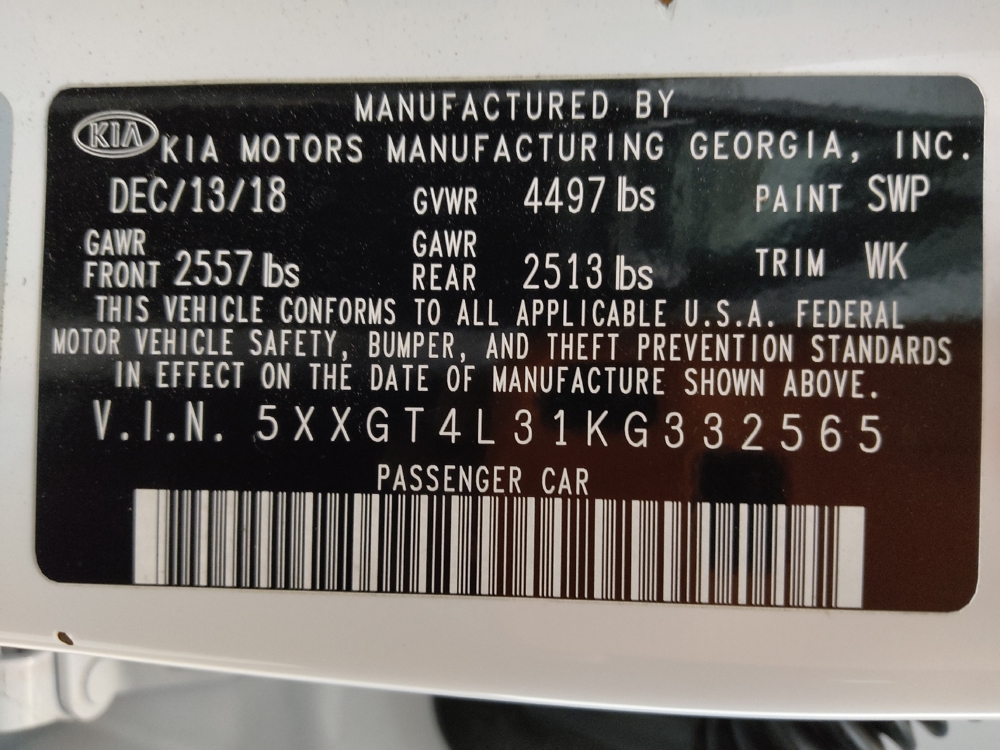 MANUFACTURED BY
KIA KIA MOTORS MANUFACTURING GEORGIA, INC.
DEC/13/18 GVWR 4497 lbs PAINT SWP
GAWR FRONT 2557 lbs GAWR REAR 2513 lbs TRIM WK
THIS VEHICLE CONFORMS TO ALL APPLICABLE U.S.A. FEDERAL
MOTOR VEHICLE SAFETY, BUMPER, AND THEFT PREVENTION STANDARDS
IN EFFECT ON THE DATE OF MANUFACTURE SHOWN ABOVE.
V.I.N. 5XXGT4L31KG332565
PASSENGER CAR